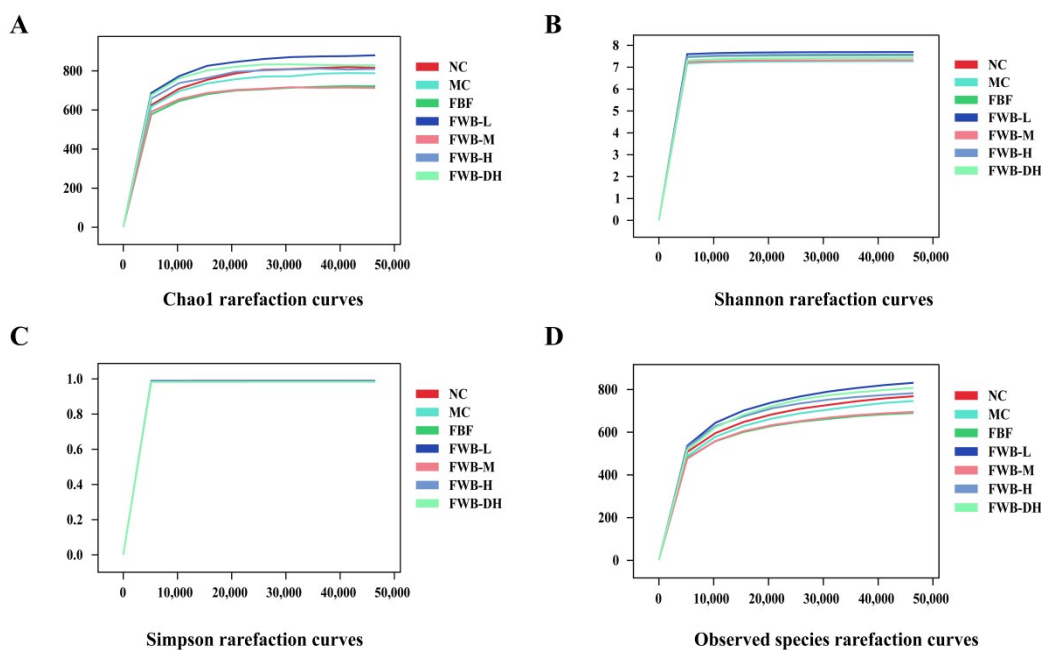 A
800
600
400
200
0
0 10,000 20,000 30,000 40,000 50,000
NC
MC
FBF
FWB-L
FWB-M
FWB-H
FWB-DH
Chao1 rarefaction curves
B
8
7
6
5
4
3
2
1
0
0 10,000 20,000 30,000 40,000 50,000
NC
MC
FBF
FWB-L
FWB-M
FWB-H
FWB-DH
Shannon rarefaction curves
C
1.0
0.8
0.6
0.4
0.2
0.0
0 10,000 20,000 30,000 40,000 50,000
NC
MC
FBF
FWB-L
FWB-M
FWB-H
FWB-DH
Simpson rarefaction curves
D
800
600
400
200
0
0 10,000 20,000 30,000 40,000 50,000
NC
MC
FBF
FWB-L
FWB-M
FWB-H
FWB-DH
Observed species rarefaction curves